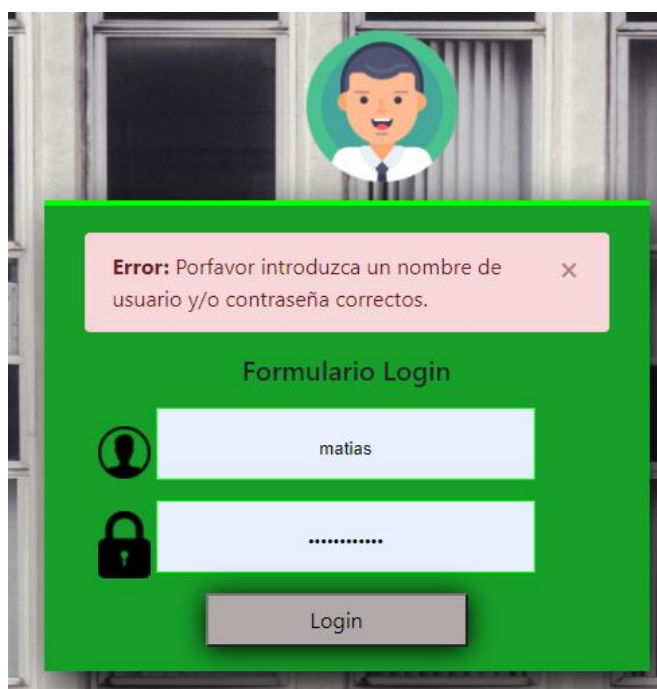 Error: Porfavor introduzca un nombre de
usuario y/o contraseña correctos.
×
Formulario Login
matias
............
Login